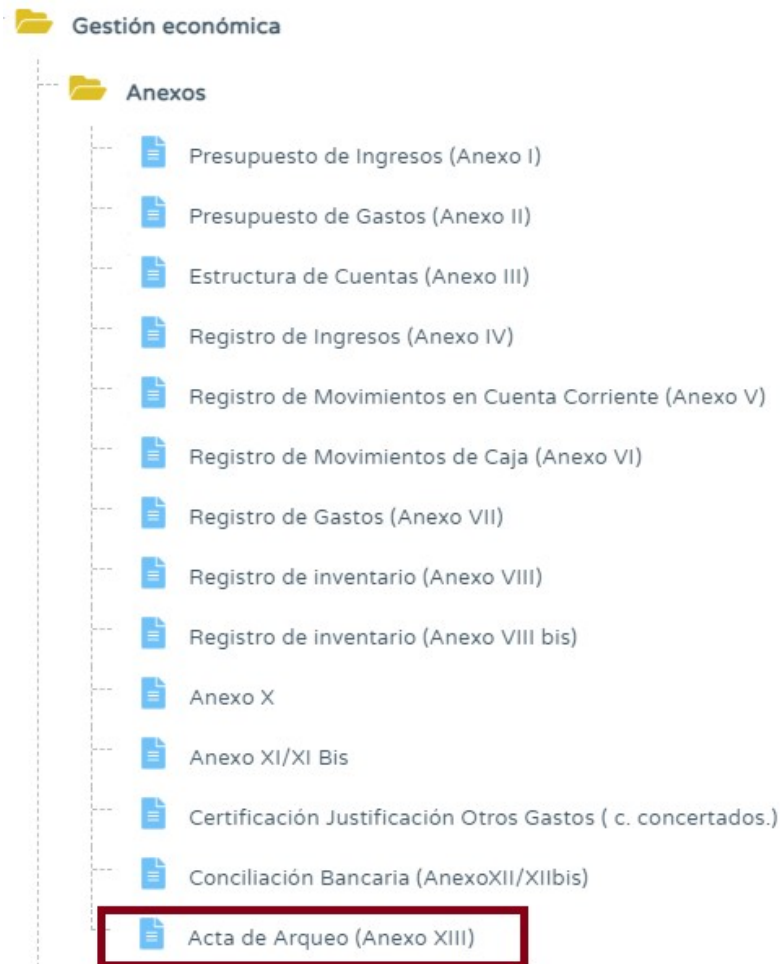 Gestión económica
Anexos
Presupuesto de Ingresos (Anexo I)
Presupuesto de Gastos (Anexo II)
Estructura de Cuentas (Anexo III)
Registro de Ingresos (Anexo IV)
Registro de Movimientos en Cuenta Corriente (Anexo V)
Registro de Movimientos de Caja (Anexo VI)
Registro de Gastos (Anexo VII)
Registro de inventario (Anexo VIII)
Registro de inventario (Anexo VIII bis)
Anexo X
Anexo XI/XI Bis
Certificación Justificación Otros Gastos ( c. concertados.)
Conciliación Bancaria (AnexoXII/XIIbis)
Acta de Arqueo (Anexo XIII)